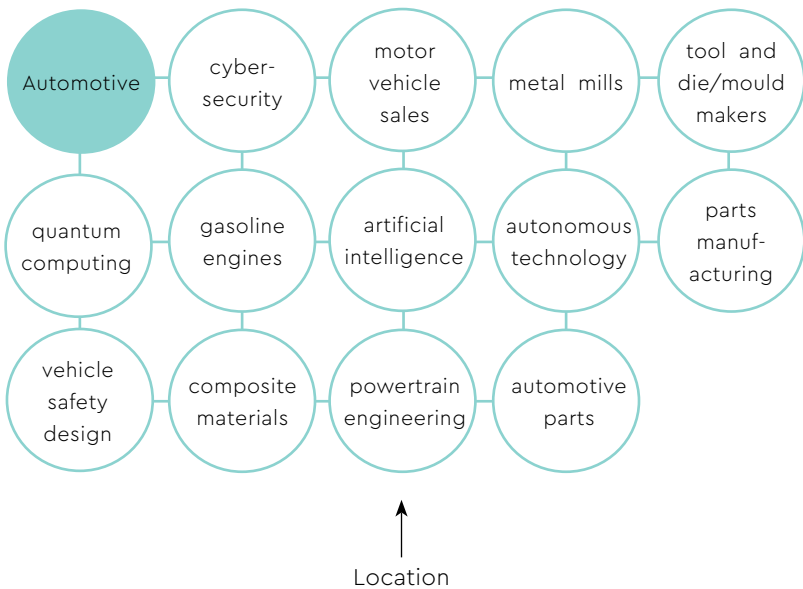 Automotive
cyber-
security
motor
vehicle
sales
metal mills
tool and
die/mould
makers
quantum
computing
gasoline
engines
artificial
intelligence
autonomous
technology
parts
manuf-
acturing
vehicle
safety
design
composite
materials
powertrain
engineering
automotive
parts
Location